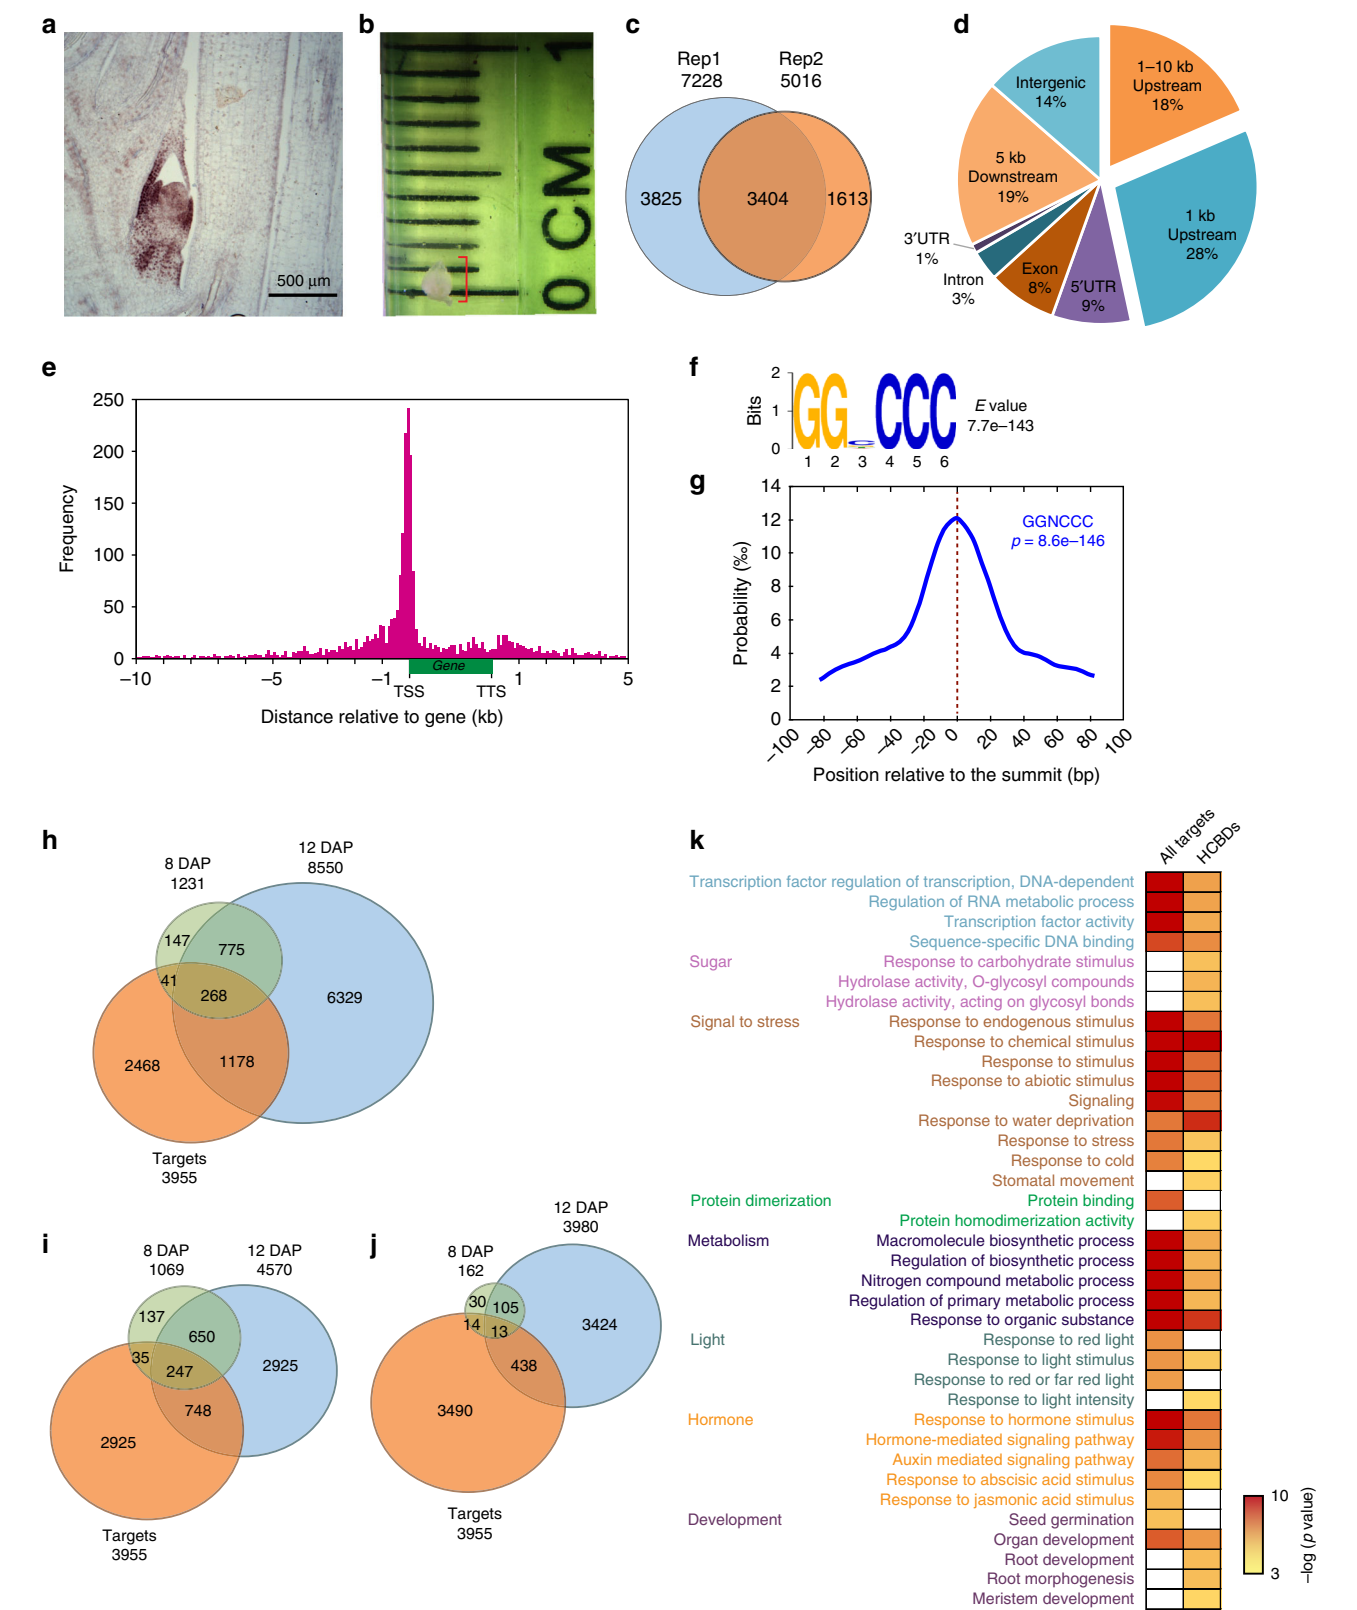 a
500 μm
b
0 CM 1
c
Rep1
7228
Rep2
5016
3825
3404
1613
d
1–10 kb
Upstream
18%
1 kb
Upstream
28%
5′UTR
9%
Exon
8%
Intron
3%
3′UTR
1%
5 kb
Downstream
19%
Intergenic
14%
e
Frequency
250
200
150
100
50
0
Gene
–10
–5
–1
TSS
TTS
1
5
Distance relative to gene (kb)
f
Bits
2
1
0
GGCCCC
1 2 3 4 5 6
E value
7.7e–143
g
Probability (‰)
14
12
10
8
6
4
2
0
GGNCCC
p = 8.6e–146
–100 –80 –60 –40 –20 0 20 40 60 80 100
Position relative to the summit (bp)
h
8 DAP
1231
12 DAP
8550
147
775
41
268
6329
2468
1178
Targets
3955
i
8 DAP
1069
12 DAP
4570
137
650
35
247
2925
748
2925
Targets
3955
j
8 DAP
162
12 DAP
3980
30
105
14
13
3424
438
3490
Targets
3955
k
All targets
HCBDs
Transcription factor regulation of transcription, DNA-dependent
Regulation of RNA metabolic process
Transcription factor activity
Sequence-specific DNA binding
Sugar Response to carbohydrate stimulus
Hydrolase activity, O-glycosyl compounds
Hydrolase activity, acting on glycosyl bonds
Signal to stress Response to endogenous stimulus
Response to chemical stimulus
Response to stimulus
Response to abiotic stimulus
Signaling
Response to water deprivation
Response to stress
Response to cold
Stomatal movement
Protein dimerization Protein binding
Protein homodimerization activity
Metabolism Macromolecule biosynthetic process
Regulation of biosynthetic process
Nitrogen compound metabolic process
Regulation of primary metabolic process
Response to organic substance
Light Response to red light
Response to light stimulus
Response to red or far red light
Response to light intensity
Hormone Response to hormone stimulus
Hormone-mediated signaling pathway
Auxin mediated signaling pathway
Response to abscisic acid stimulus
Response to jasmonic acid stimulus
Development Seed germination
Organ development
Root development
Root morphogenesis
Meristem development
10
3
–log (p value)